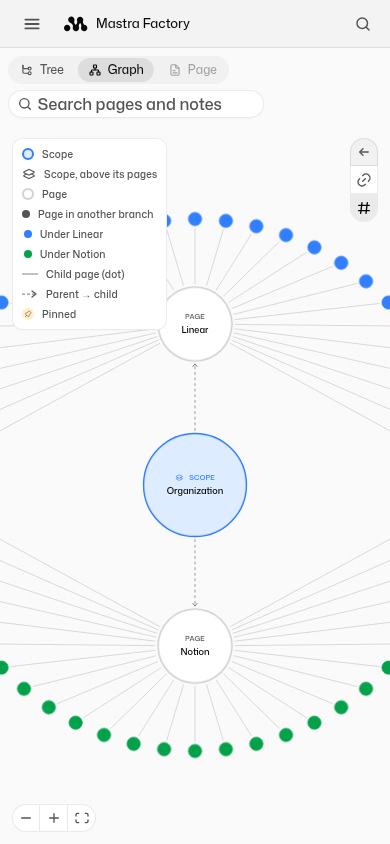 Mastra Factory
Tree
Graph
Page
Search pages and notes
Scope
Scope, above its pages
Page
Page in another branch
Under Linear
Under Notion
Child page (dot)
Parent → child
Pinned
PAGE
Linear
SCOPE
Organization
PAGE
Notion